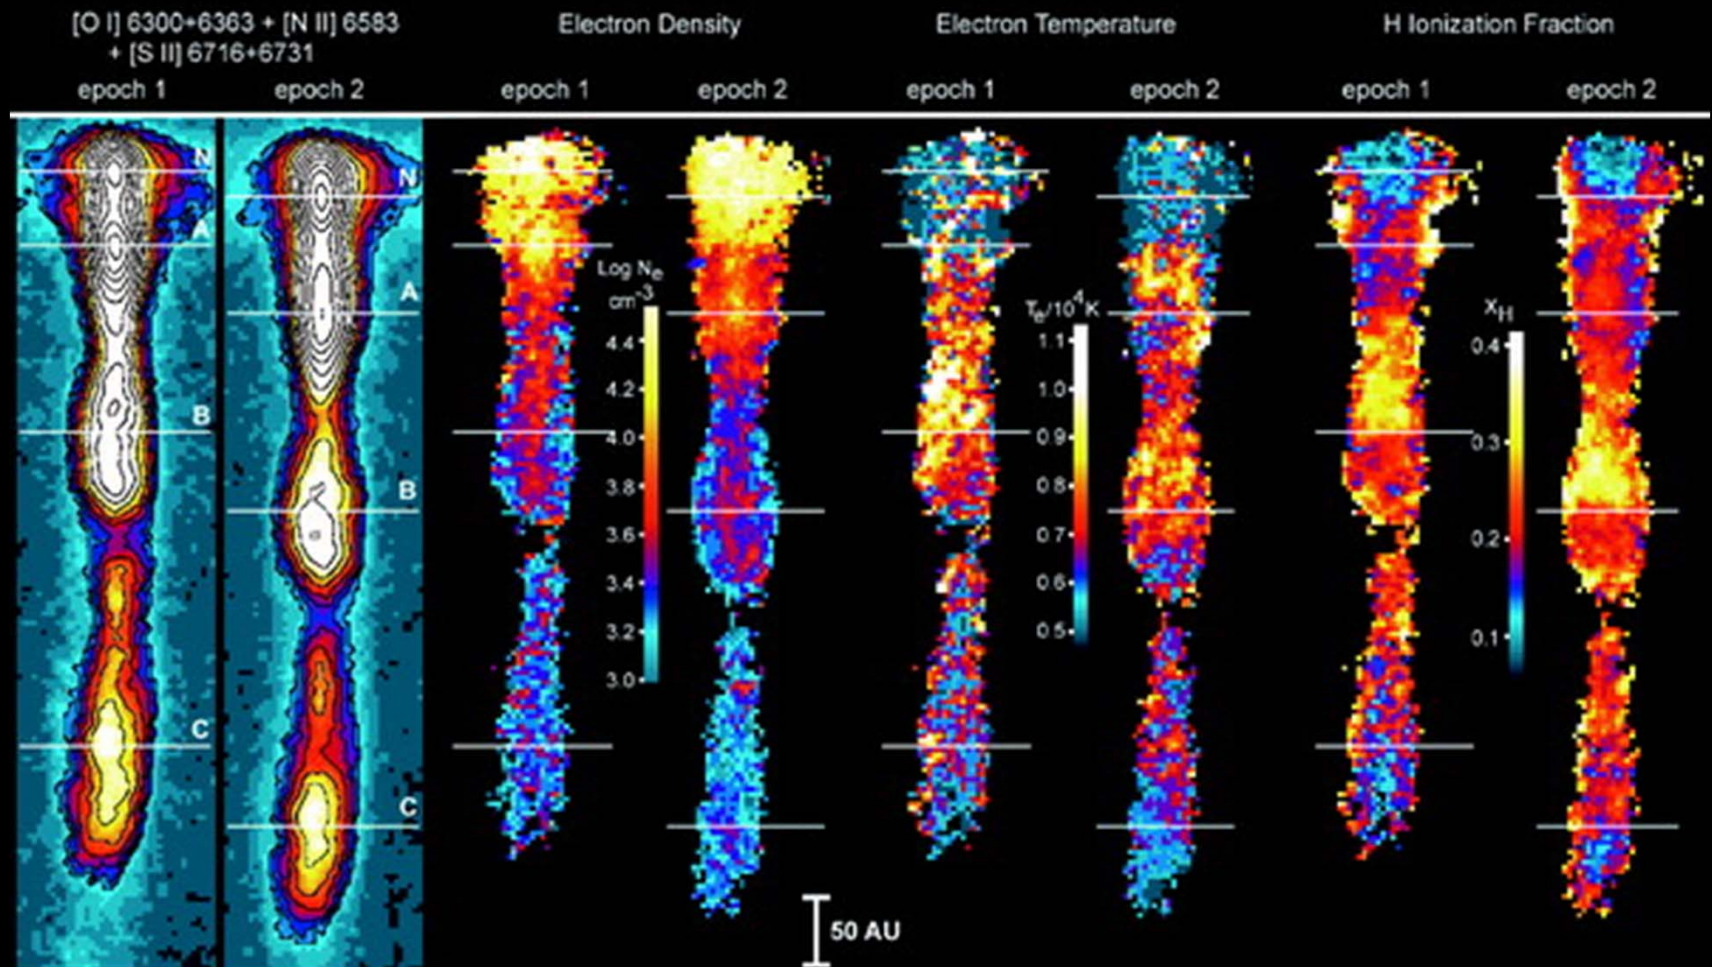 [O I] 6300+6363 + [N II] 6583
+ [S II] 6716+6731
Electron Density
Electron Temperature
H Ionization Fraction
epoch 1
epoch 2
epoch 1
epoch 2
epoch 1
epoch 2
epoch 1
epoch 2
N
A
B
C
N
A
B
C
Log Ne
cm-3
4.4
4.2
4.0
3.8
3.6
3.4
3.2
3.0
Te/10^4K
1.1
1.0
0.9
0.8
0.7
0.6
0.5
XH
0.4
0.3
0.2
0.1
50 AU